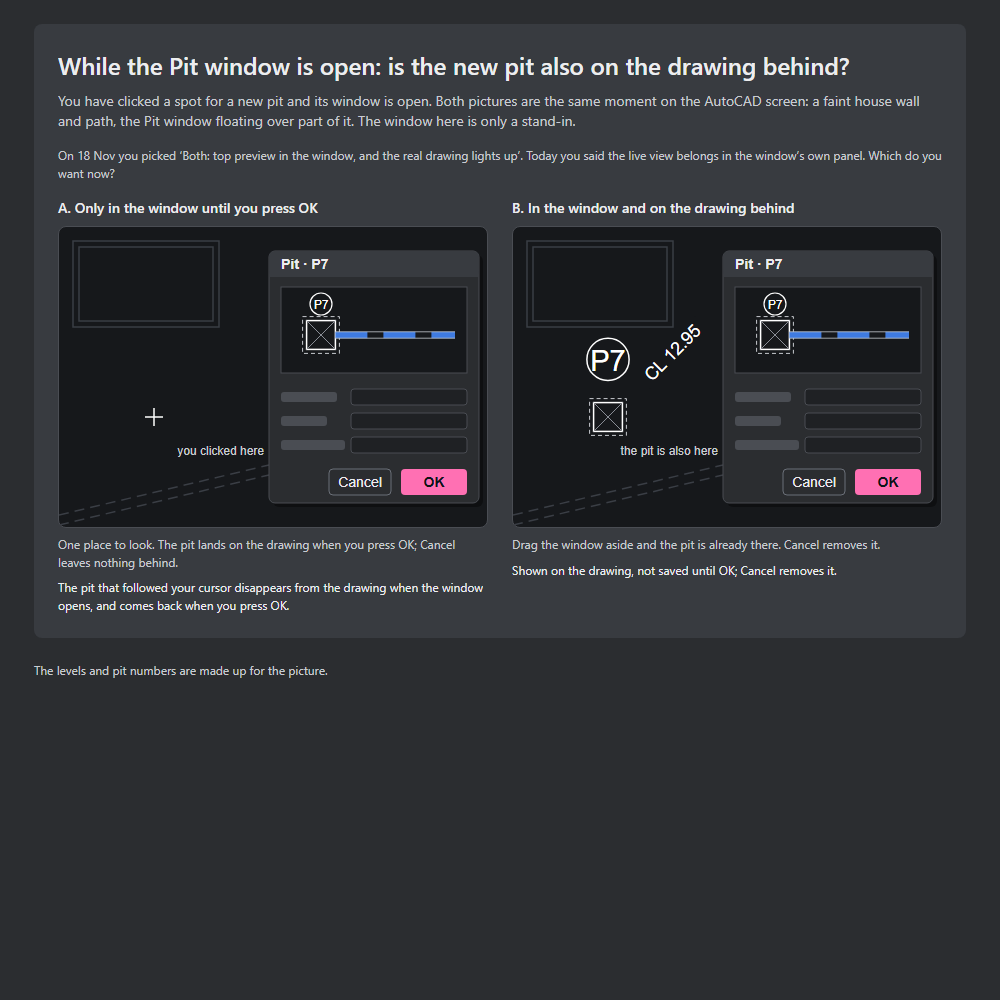 While the Pit window is open: is the new pit also on the drawing behind?
You have clicked a spot for a new pit and its window is open. Both pictures are the same moment on the AutoCAD screen: a faint house wall
and path, the Pit window floating over part of it. The window here is only a stand-in.
On 18 Nov you picked ‘Both: top preview in the window, and the real drawing lights up’. Today you said the live view belongs in the window’s own panel. Which do you
want now?
A. Only in the window until you press OK
Pit · P7
P7
you clicked here
Cancel
OK
One place to look. The pit lands on the drawing when you press OK; Cancel
leaves nothing behind.
The pit that followed your cursor disappears from the drawing when the window
opens, and comes back when you press OK.
B. In the window and on the drawing behind
Pit · P7
P7
P7
CL 12.95
the pit is also here
Cancel
OK
Drag the window aside and the pit is already there. Cancel removes it.
Shown on the drawing, not saved until OK; Cancel removes it.
The levels and pit numbers are made up for the picture.